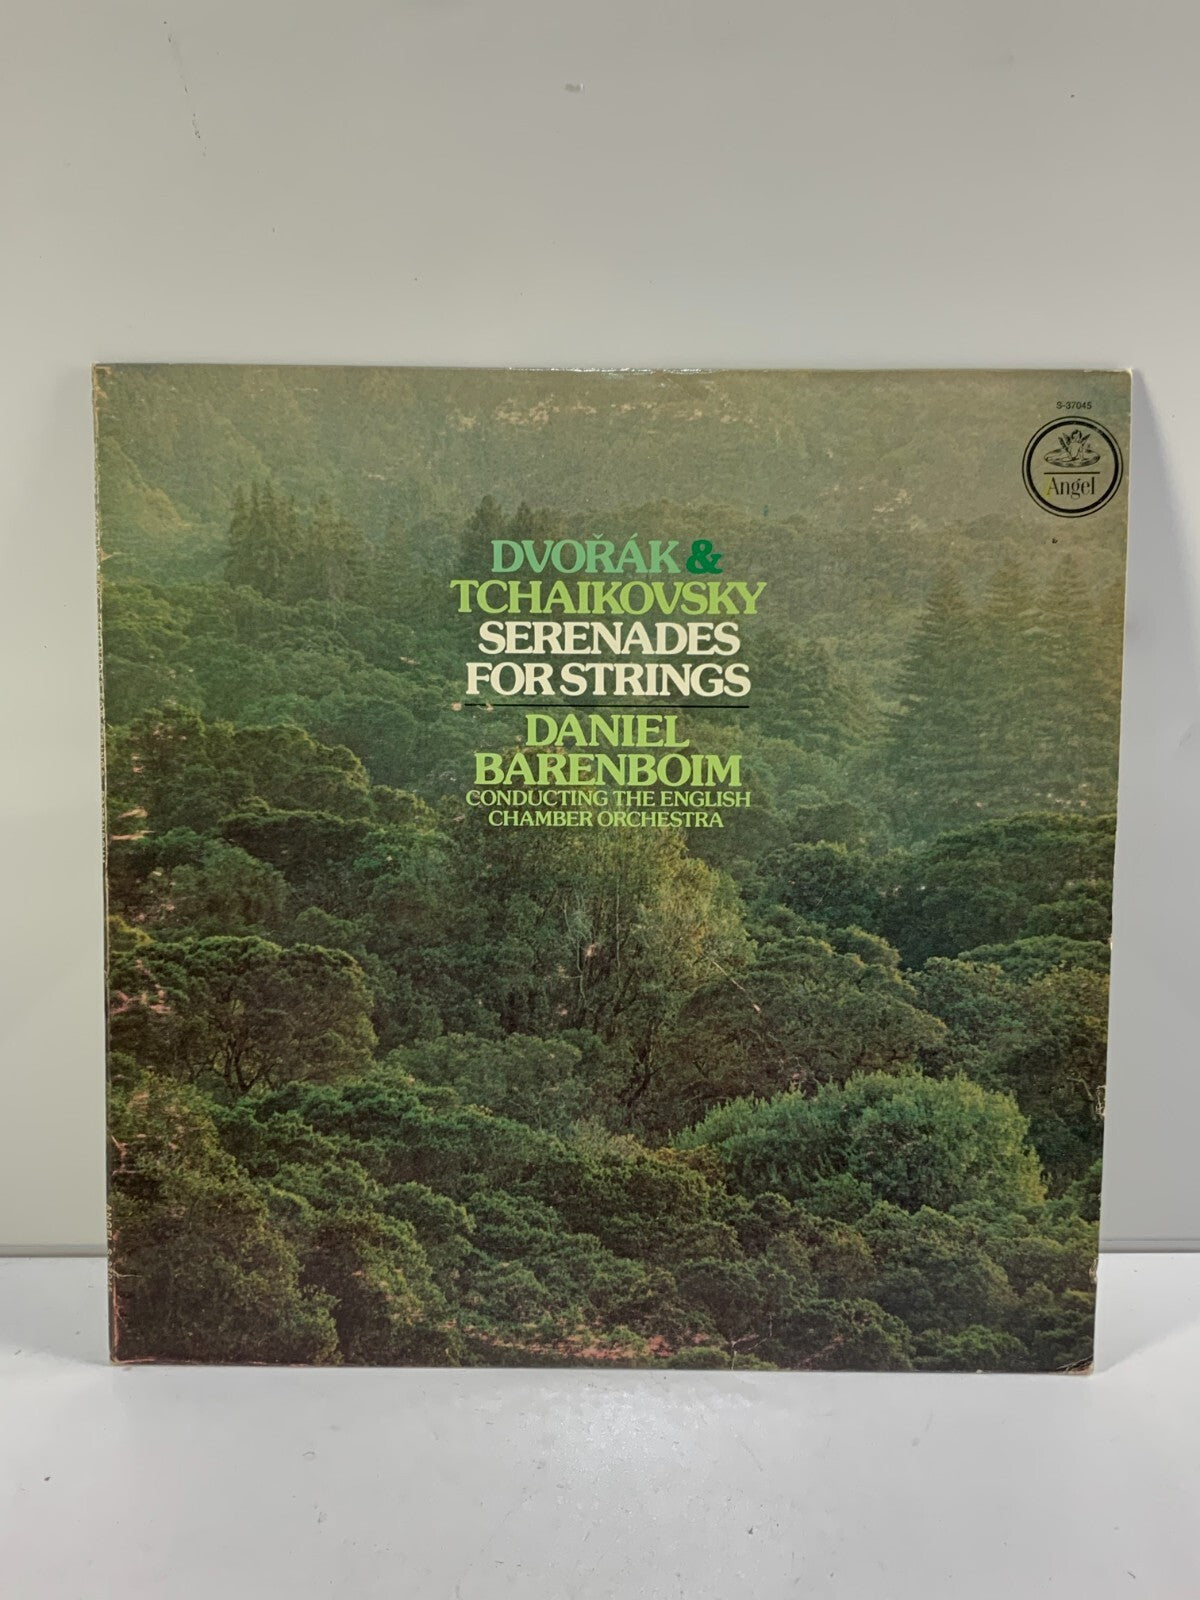 S-37045
Angel
DVOŘÁK &
TCHAIKOVSKY
SERENADES
FOR STRINGS
DANIEL
BARENBOIM
CONDUCTING THE ENGLISH
CHAMBER ORCHESTRA